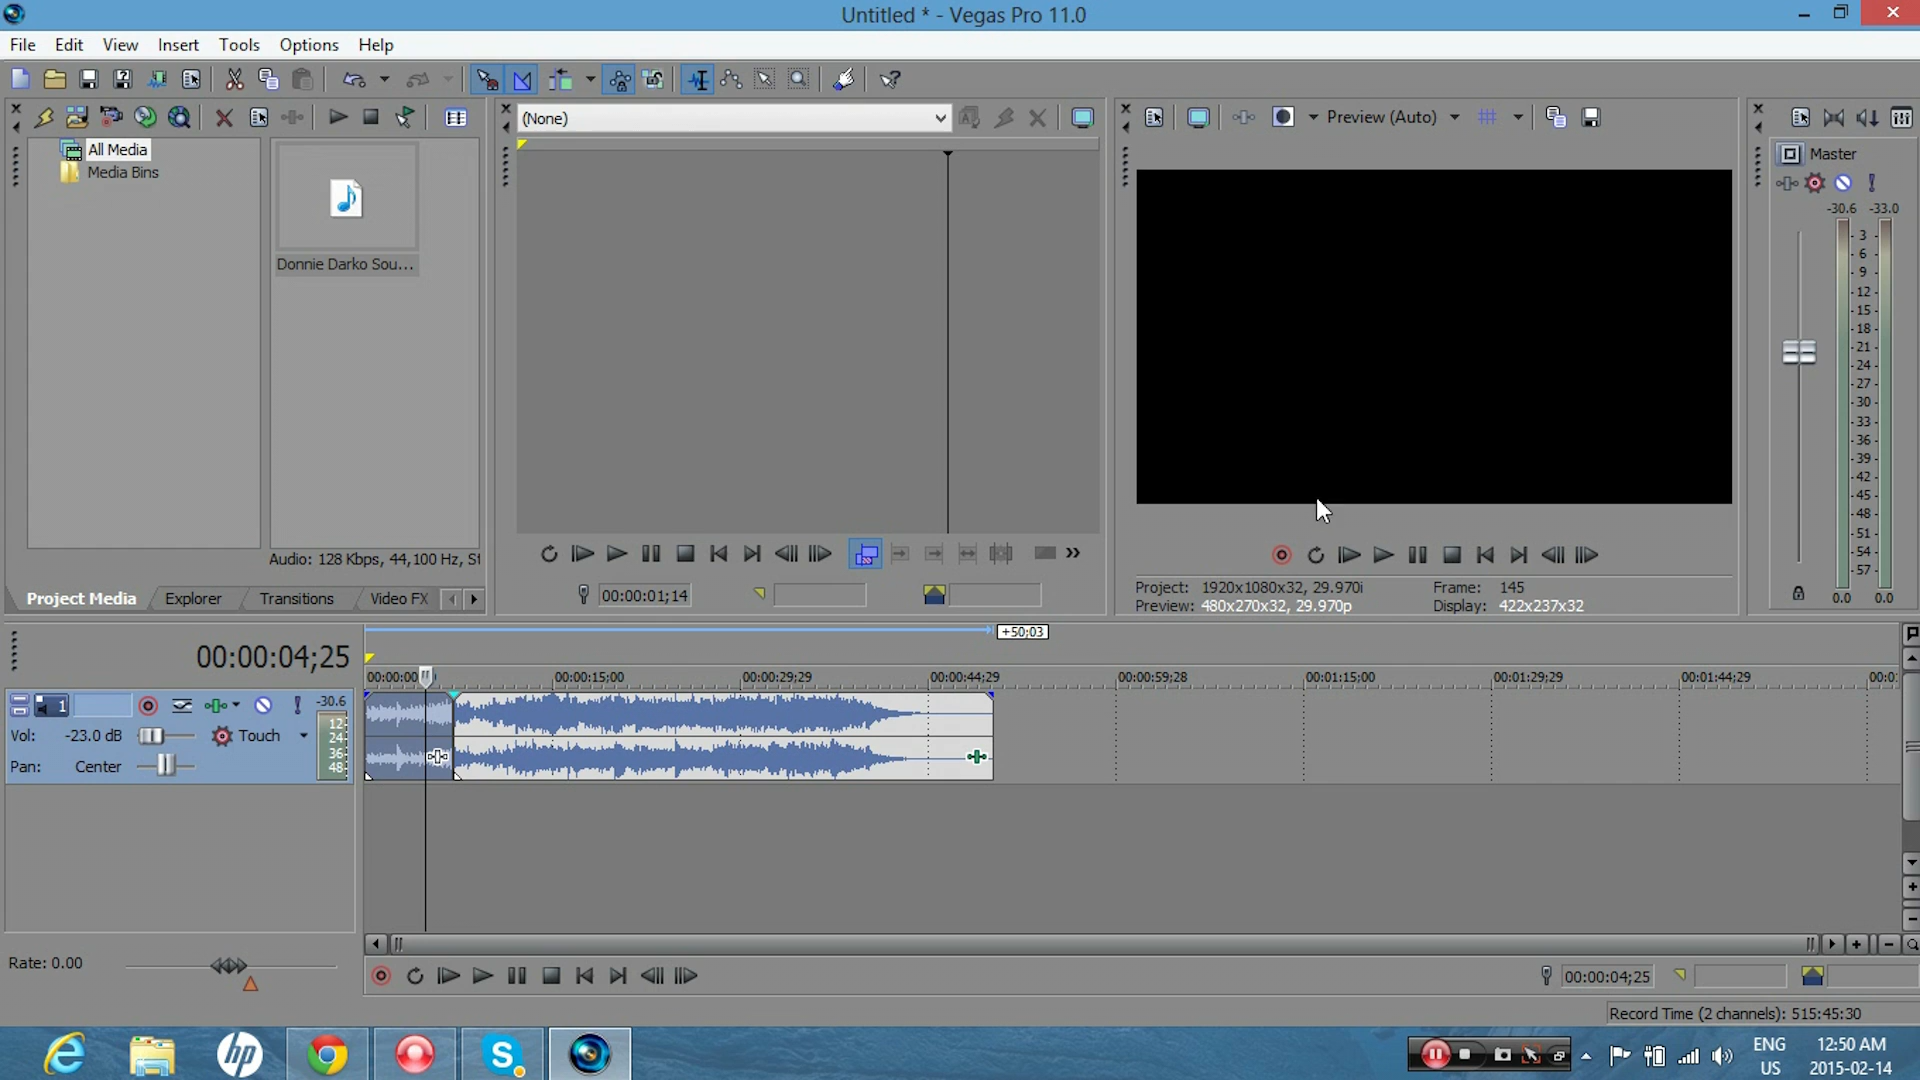 Untitled * - Vegas Pro 11.0
File Edit View Insert Tools Options Help
(None)
Preview (Auto)
All Media
Media Bins
Donnie Darko Sou...
Audio: 128 Kbps, 44,100 Hz, St
Project Media Explorer Transitions Video FX
00:00:01;14
Project: 1920x1080x32, 29.970i
Frame: 145
Preview: 480x270x32, 29.970p
Display: 422x237x32
Master
-30.6 -33.0
3
6
9
12
15
18
21
24
27
30
33
36
39
42
45
48
51
54
57
0.0 0.0
00:00:04;25
+50;03
00:00:00 00:00:15;00 00:00:29;29 00:00:44;29 00:00:59;28 00:01:15;00 00:01:29;29 00:01:44;29 00:0
1
-30.6
Vol: -23.0 dB Touch
Pan: Center
12
24
36
48
Rate: 0.00
00:00:04;25
Record Time (2 channels): 515:45:30
hp
S
ENG
US
12:50 AM
2015-02-14